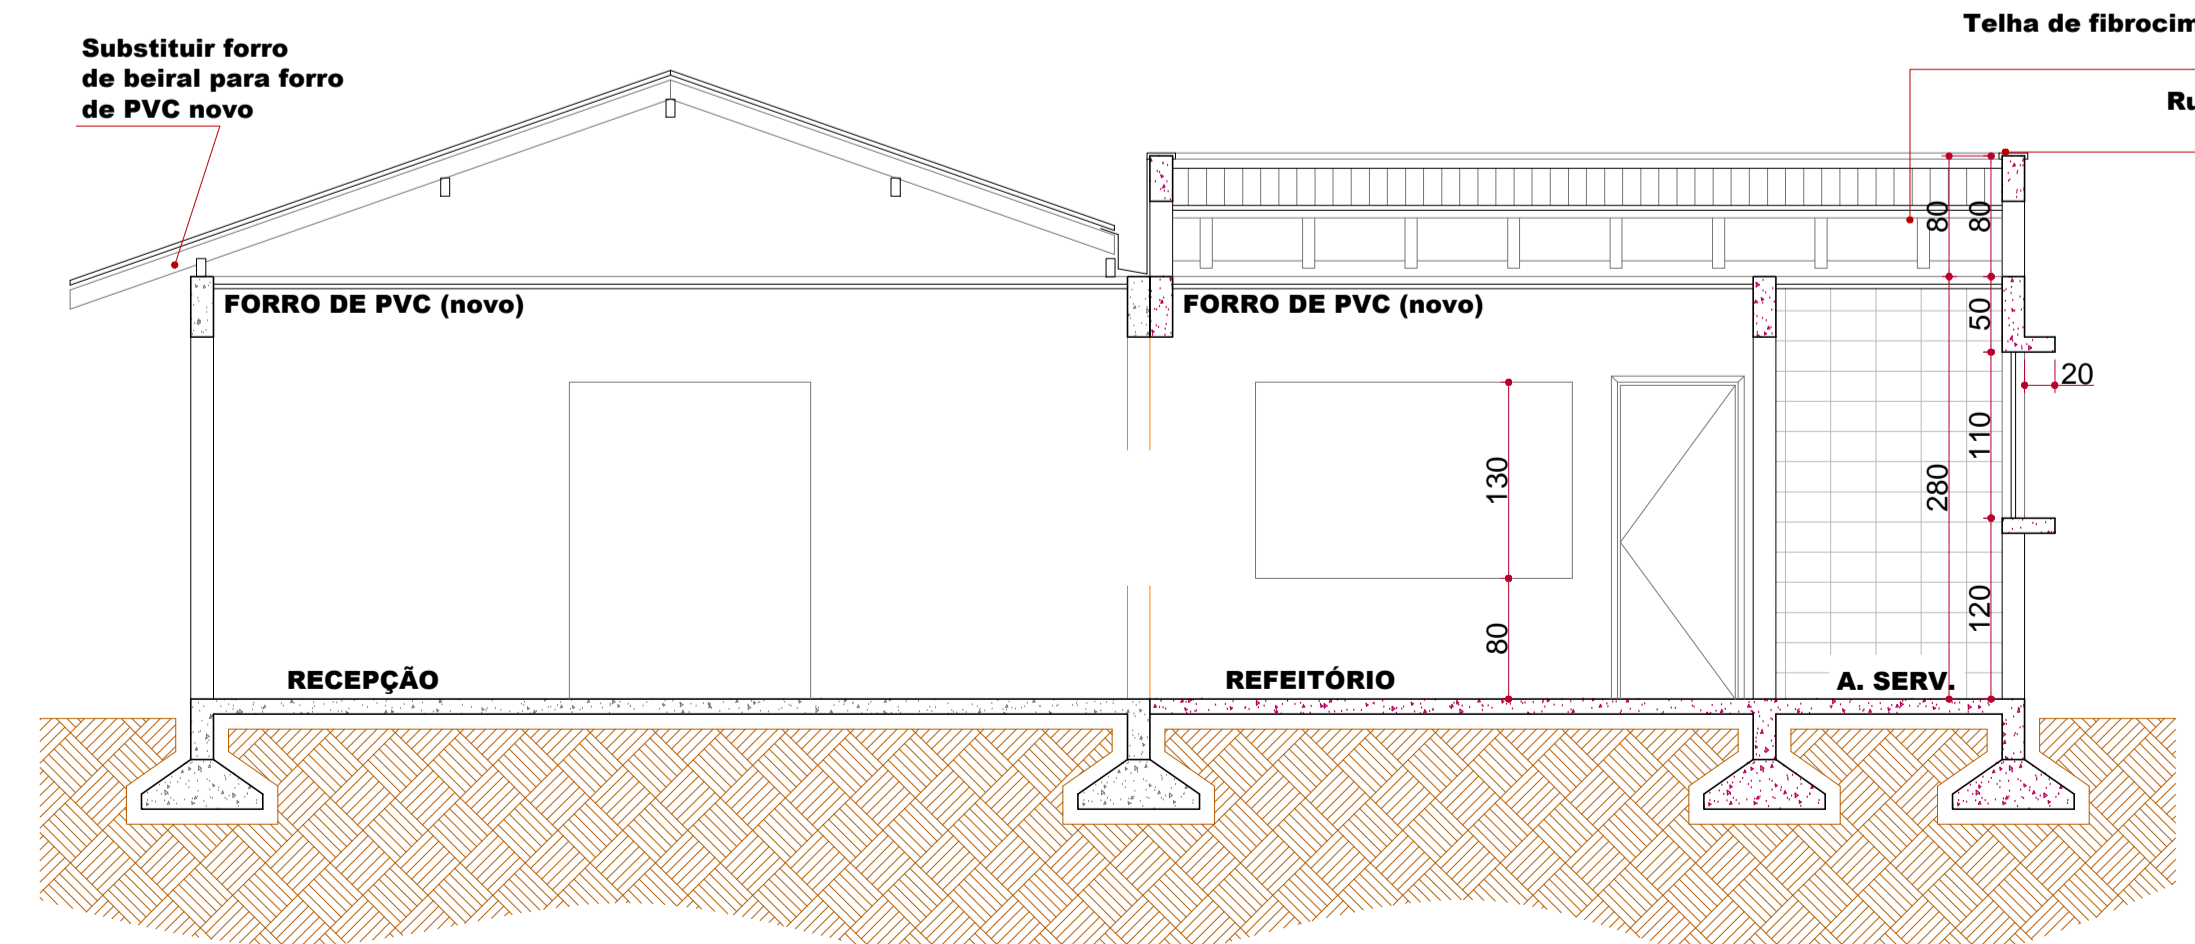 Telha de fibrocim
Substituir forro
de beiral para forro
de PVC novo
Ru
80
80
FORRO DE PVC (novo)
FORRO DE PVC (novo)
50
20
110
130
280
120
80
RECEPÇÃO
REFEITÓRIO
A. SERV.